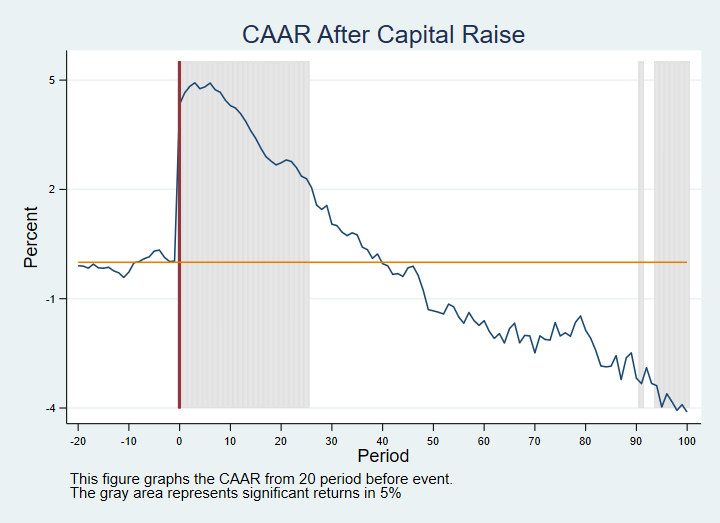 CAAR After Capital Raise
Percent
5
2
-1
-4
-20 -10 0 10 20 30 40 50 60 70 80 90 100
Period
This figure graphs the CAAR from 20 period before event.
The gray area represents significant returns in 5%